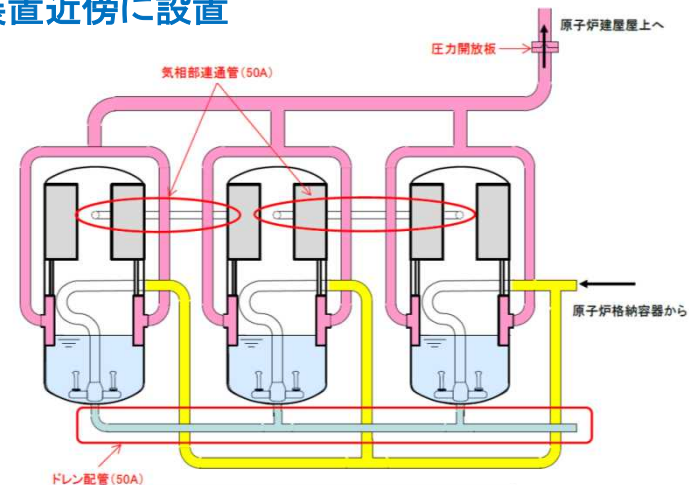 装置近傍に設置
原子炉建屋屋上へ
圧力開放板
気相部連通管(50A)
原子炉格納容器から
ドレン配管(50A)